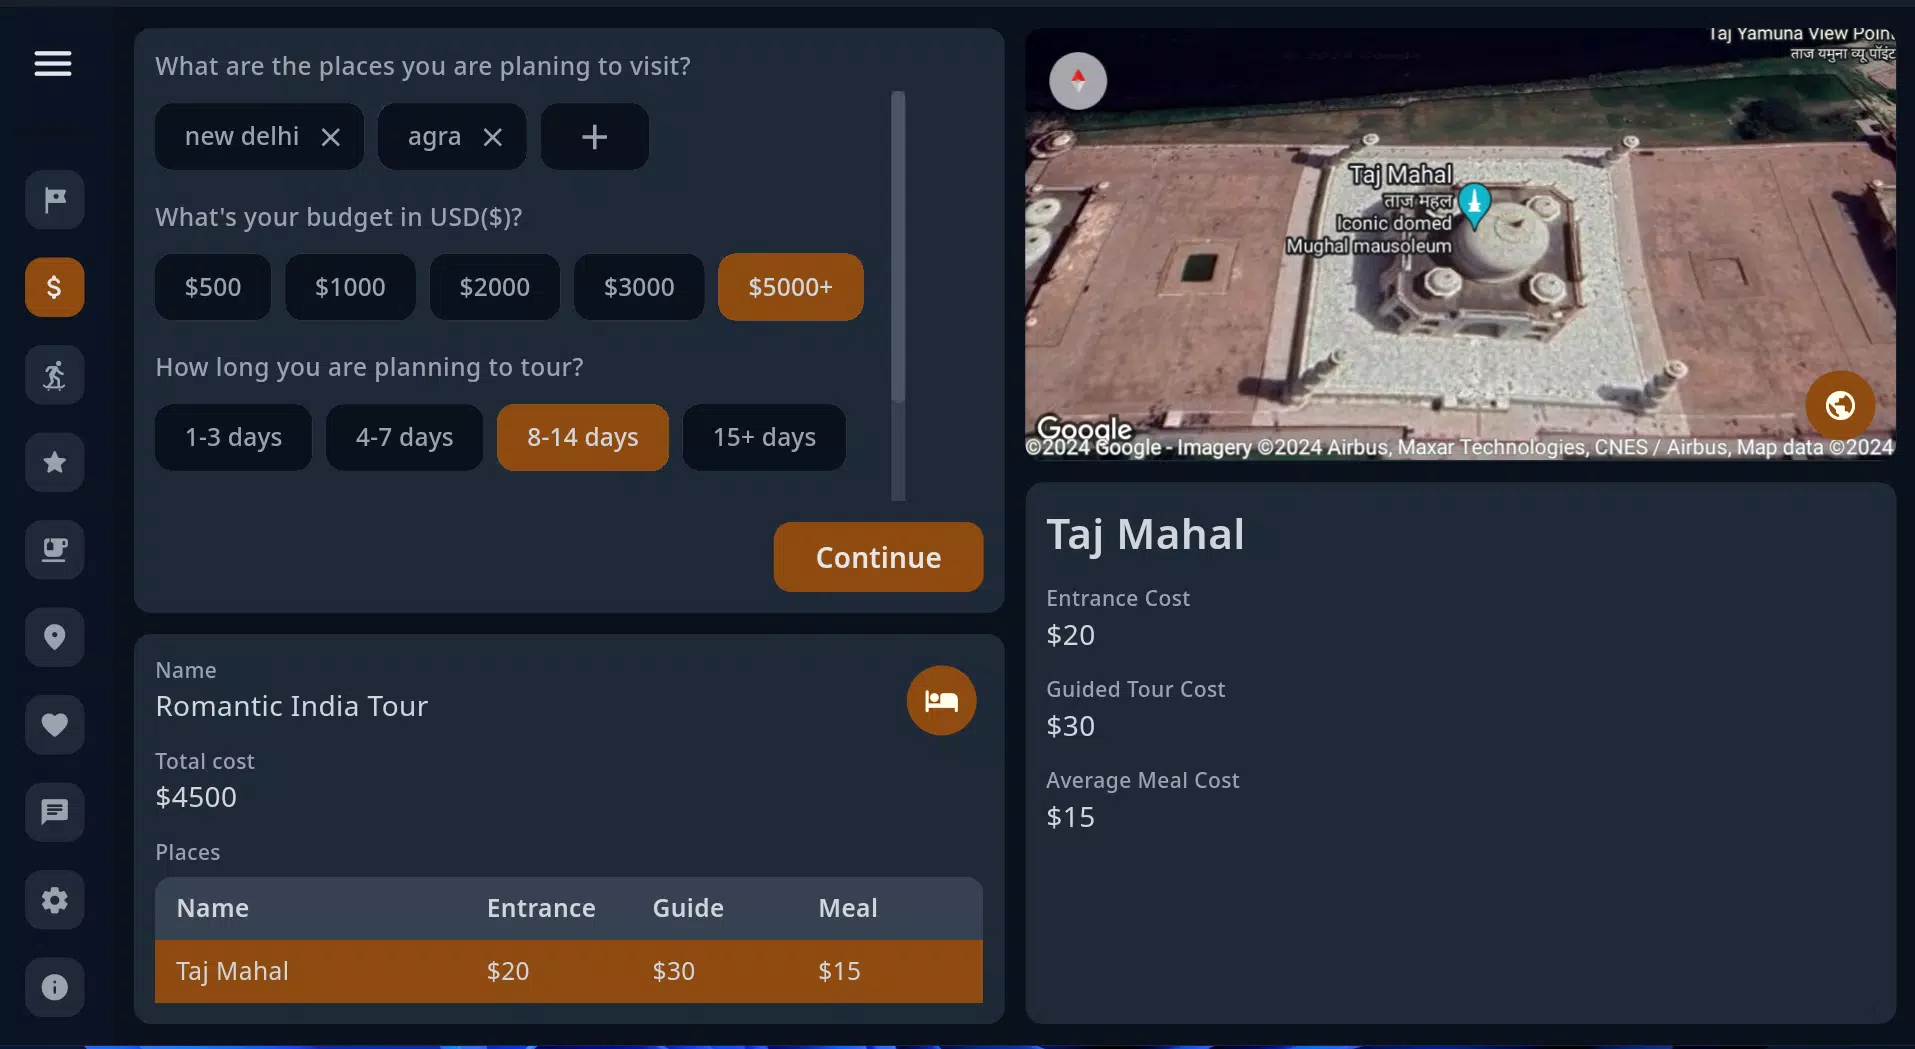 What are the places you are planing to visit?
new delhi
agra
What's your budget in USD($)?
$500 $1000 $2000 $3000 $5000+
How long you are planning to tour?
1-3 days 4-7 days 8-14 days 15+ days
Continue
Name
Romantic India Tour
Total cost
$4500
Places
Name Entrance Guide Meal
Taj Mahal $20 $30 $15
Taj Yamuna View Point
ताज यमुना व्यू पॉइंट
Taj Mahal
ताज महल
Iconic domed
Mughal mausoleum
Google
©2024 Google - Imagery ©2024 Airbus, Maxar Technologies, CNES / Airbus, Map data ©2024
Taj Mahal
Entrance Cost
$20
Guided Tour Cost
$30
Average Meal Cost
$15